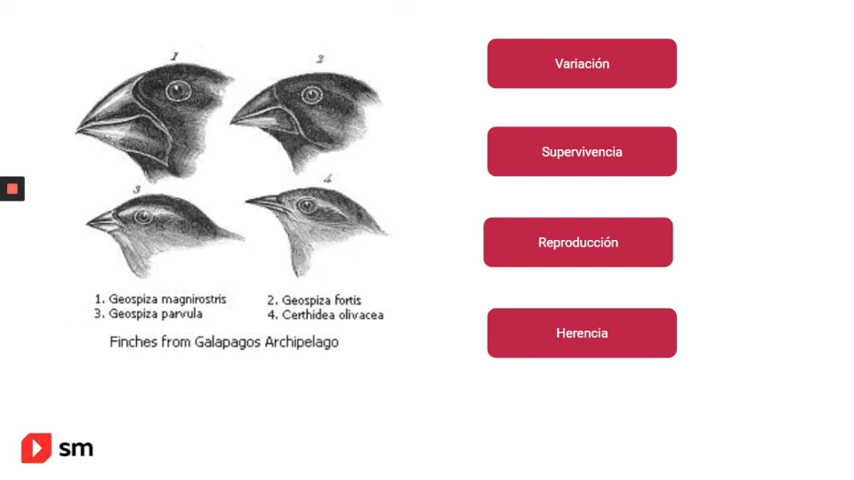 1
2
3
4
1. Geospiza magnirostris
2. Geospiza fortis
3. Geospiza parvula
4. Certhidea olivacea
Finches from Galapagos Archipelago
Variación
Supervivencia
Reproducción
Herencia
sm